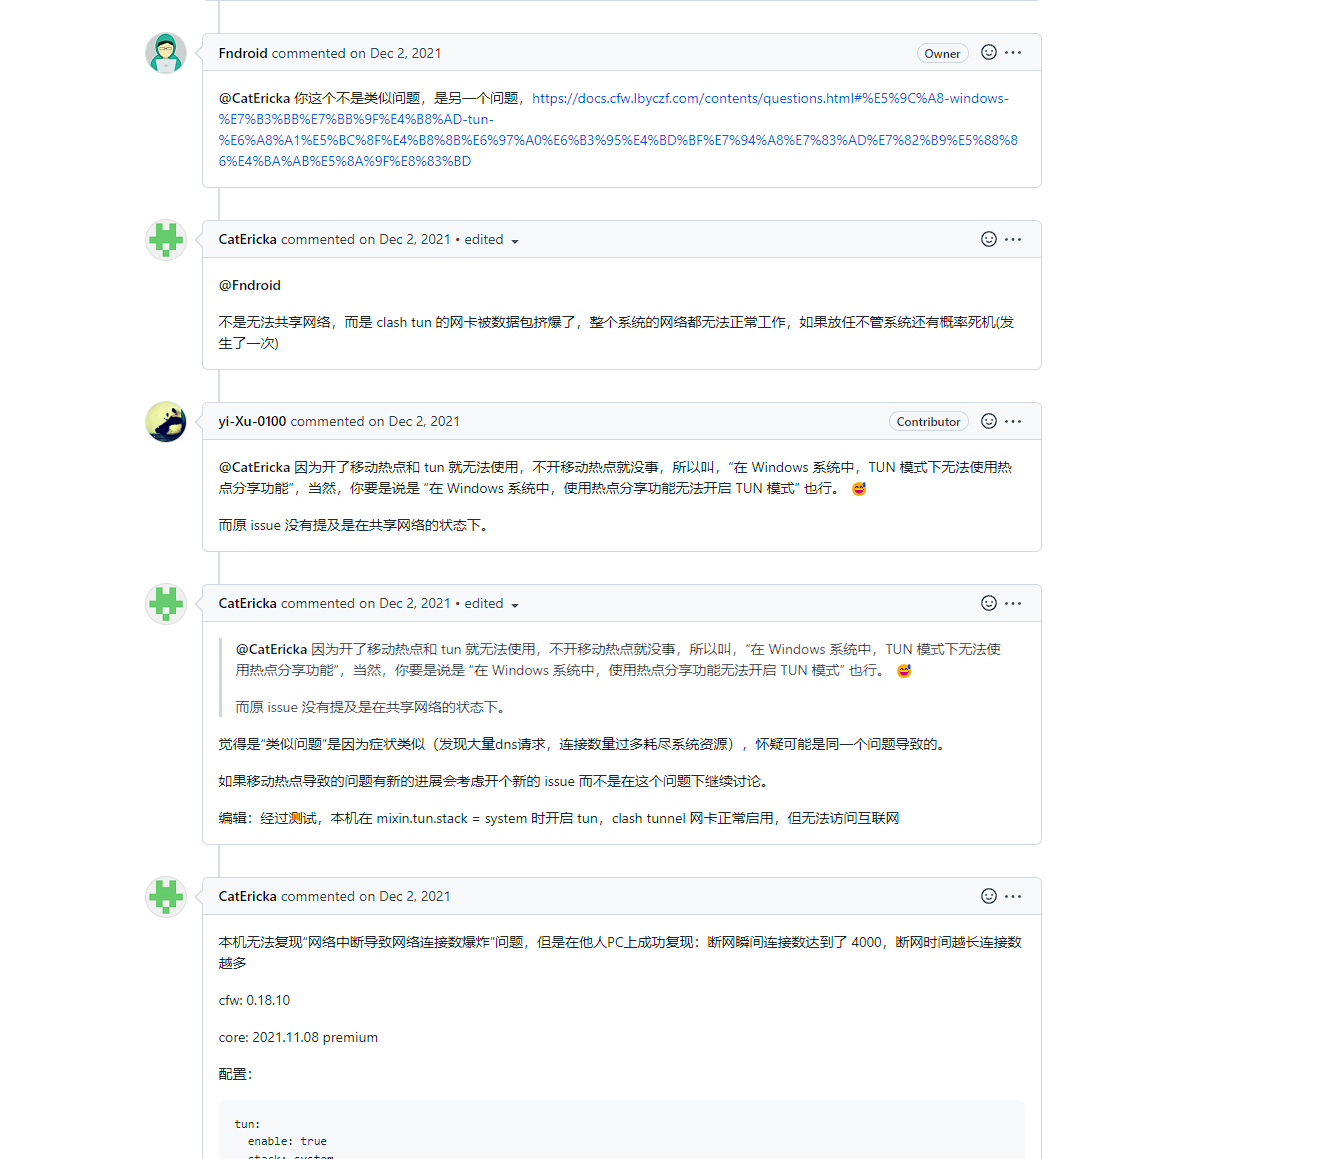 Fndroid commented on Dec 2, 2021
Owner
@CatEricka 你这个不是类似问题，是另一个问题，https://docs.cfw.lbyczf.com/contents/questions.html#%E5%9C%A8-windows-
%E7%B3%BB%E7%BB%9F%E4%B8%AD-tun-
%E6%A8%A1%E5%BC%8F%E4%B8%8B%E6%97%A0%E6%B3%95%E4%BD%BF%E7%94%A8%E7%83%AD%E7%82%B9%E5%88%8
6%E4%BA%AB%E5%8A%9F%E8%83%BD
CatEricka commented on Dec 2, 2021 • edited
@Fndroid
不是无法共享网络，而是 clash tun 的网卡被数据包挤爆了，整个系统的网络都无法正常工作，如果放任不管系统还有概率死机(发
生了一次)
yi-Xu-0100 commented on Dec 2, 2021
Contributor
@CatEricka 因为开了移动热点和 tun 就无法使用，不开移动热点就没事，所以叫，“在 Windows 系统中，TUN 模式下无法使用热
点分享功能”，当然，你要是说是 “在 Windows 系统中，使用热点分享功能无法开启 TUN 模式” 也行。 😅
而原 issue 没有提及是在共享网络的状态下。
CatEricka commented on Dec 2, 2021 • edited
@CatEricka 因为开了移动热点和 tun 就无法使用，不开移动热点就没事，所以叫，“在 Windows 系统中，TUN 模式下无法使
用热点分享功能”，当然，你要是说是 “在 Windows 系统中，使用热点分享功能无法开启 TUN 模式” 也行。 😅
而原 issue 没有提及是在共享网络的状态下。
觉得是“类似问题”是因为症状类似（发现大量dns请求，连接数量过多耗尽系统资源），怀疑可能是同一个问题导致的。
如果移动热点导致的问题有新的进展会考虑开个新的 issue 而不是在这个问题下继续讨论。
编辑：经过测试，本机在 mixin.tun.stack = system 时开启 tun，clash tunnel 网卡正常启用，但无法访问互联网
CatEricka commented on Dec 2, 2021
本机无法复现“网络中断导致网络连接数爆炸”问题，但是在他人PC上成功复现：断网瞬间连接数达到了 4000，断网时间越长连接数
越多
cfw: 0.18.10
core: 2021.11.08 premium
配置：
tun:
enable: true
stack: system